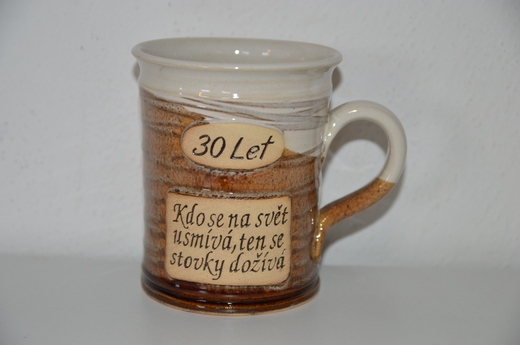 30 Let
Kdo se na svět
usmívá, ten se
stovky dožívá